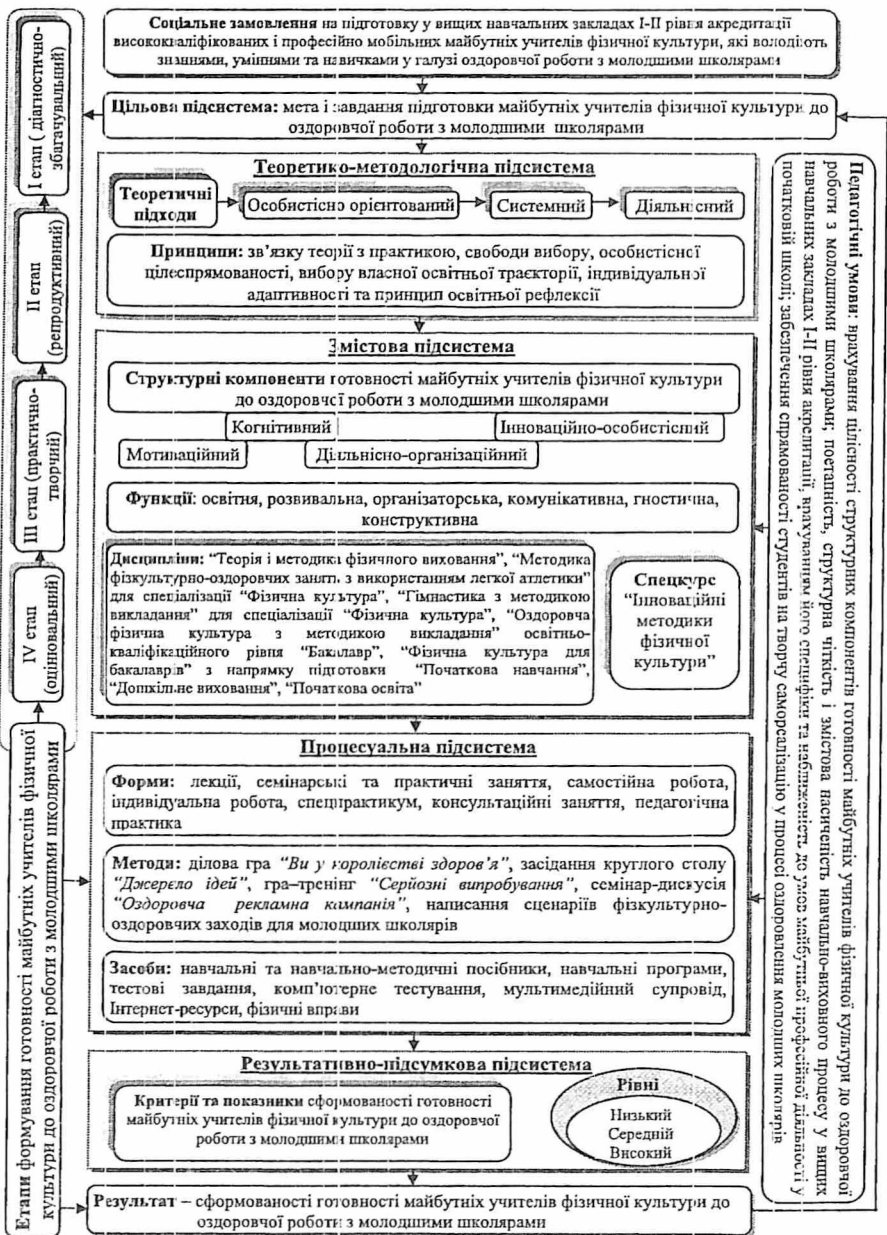 Соціальне замовлення на підготовку у вищих навчальних закладах І-ІІ рівня акредитації
висококваліфікованих і професійно мобільних майбутніх учителів фізичної культури, які володіють
знаннями, уміннями та навичками у галузі оздоровчої роботи з молодшими школярами
Цільова підсистема: мета і завдання підготовки майбутніх учителів фізичної культури до
оздоровчої роботи з молодшими школярами
Теоретико-методологічна підсистема
Теоретичні
підходи
Особистісно орієнтований
Системний
Діяльнісний
Принципи: зв’язку теорії з практикою, свободи вибору, особистісної
цілеспрямованості, вибору власної освітньої траєкторії, індивідуальної
адаптивності та принцип освітньої рефлексії
Змістова підсистема
Структурні компоненти готовності майбутніх учителів фізичної культури
до оздоровчої роботи з молодшими школярами
Когнітивний
Інноваційно-особистісний
Мотиваційний
Діяльнісно-організаційний
Функції: освітня, розвивальна, організаторська, комунікативна, гностична,
конструктивна
Дисципліни: “Теорія і методика фізичного виховання”, “Методика
фізкультурно-оздоровчих занять з використанням легкої атлетики”
для спеціалізації “Фізична культура”, “Гімнастика з методикою
викладання” для спеціалізації “Фізична культура”, “Оздоровча
фізична культура з методикою викладання” освітньо-
кваліфікаційного рівня “Бакалавр”, “Фізична культура для
бакалаврів” з напрямку підготовки “Початкова навчання”,
“Дошкільне виховання”, “Початкова освіта”
Спецкурс
“Інноваційні
методики
фізичної
культури”
Процесуальна підсистема
Форми: лекції, семінарські та практичні заняття, самостійна робота,
індивідуальна робота, спецпрактикум, консультаційні заняття, педагогічна
практика
Методи: ділова гра “Ви у королівстві здоров’я”, засідання круглого столу
“Джерело ідей”, гра–тренінг “Серйозні випробування”, семінар-дискусія
“Оздоровча рекламна кампанія”, написання сценаріїв фізкультурно-
оздоровчих заходів для молодших школярів
Засоби: навчальні та навчально-методичні посібники, навчальні програми,
тестові завдання, комп’ютерне тестування, мультимедійний супровід,
Інтернет-ресурси, фізичні вправи
Результативно-підсумкова підсистема
Критерії та показники сформованості готовності
майбутніх учителів фізичної культури до оздоровчої
роботи з молодшими школярами
Рівні
Низький
Середній
Високий
Результат – сформованості готовності майбутніх учителів фізичної культури до
оздоровчої роботи з молодшими школярами
І етап ( діагностично-
збагачувальний)
ІІ етап
(репродуктивний)
ІІІ етап (практично-
творчий)
ІV етап
(оцінювальний)
Етапи формування готовності майбутніх учителів фізичної
культури до оздоровчої роботи з молодшими школярами
Педагогічні умови: врахування цілісності структурних компонентів готовності майбутніх учителів фізичної культури до оздоровчої
роботи з молодшими школярами; поетапність, структурна чіткість і змістова насиченість навчально-виховного процесу у вищих
навчальних закладах І-ІІ рівня акредитації, врахуванням його специфіки та наближеність до умов майбутньої професійної діяльності у
початковій школі; забезпечення спрямованості студентів на творчу самореалізацію у процесі оздоровлення молодших школярів